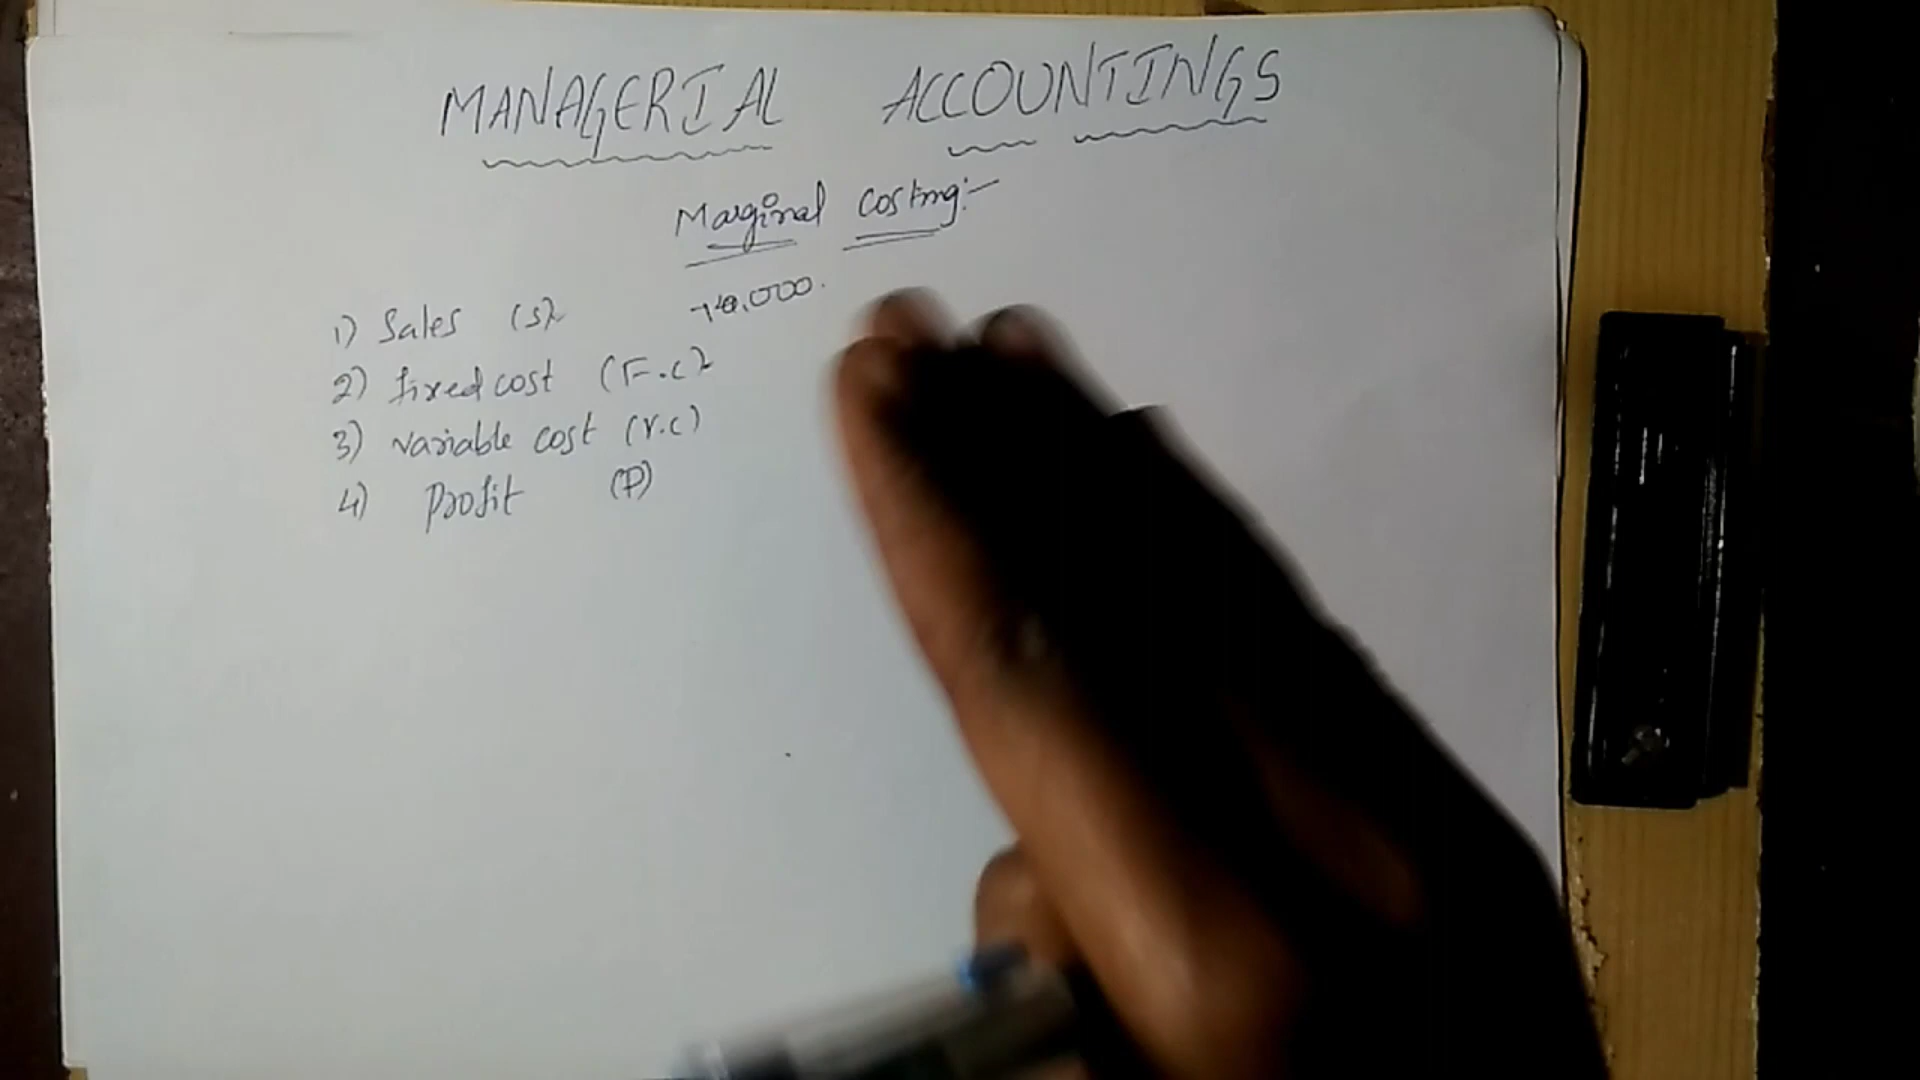 MANAGERIAL ACCOUNTINGS
Marginal costing:-
1) Sales (S)
2) fixed cost (F.C)
3) variable cost (V.C)
4) Profit (P)